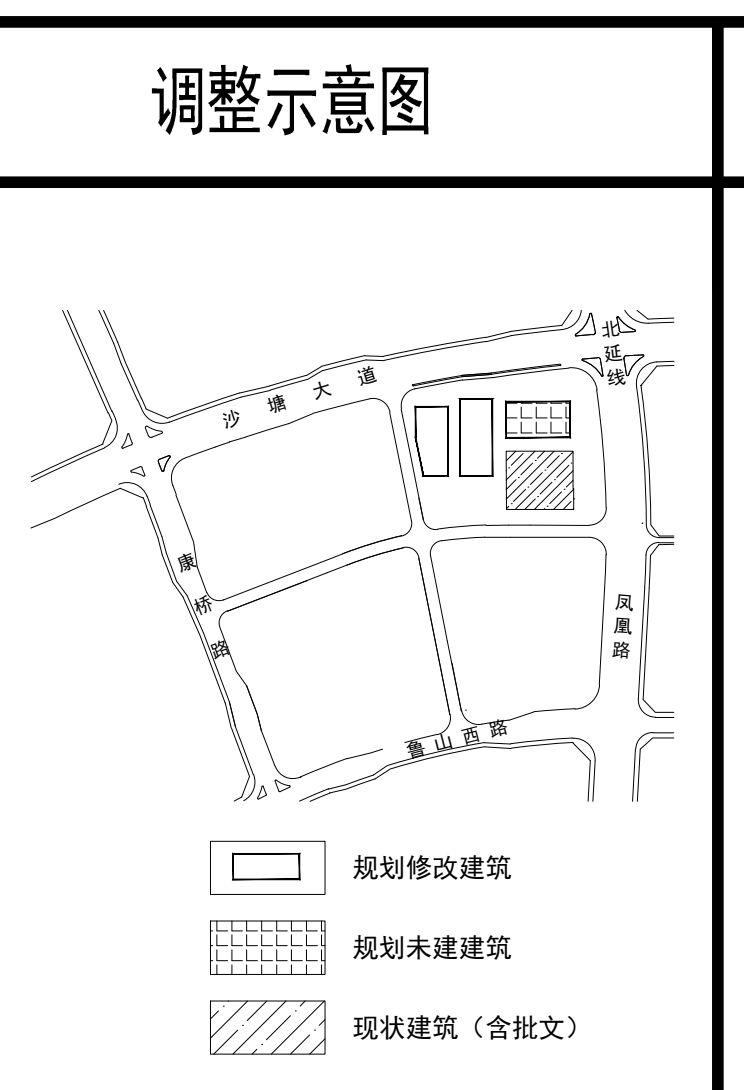 调整示意图
北延线
沙塘大道
康桥路
凤凰路
鲁山西路
规划修改建筑
规划未建建筑
现状建筑（含批文）